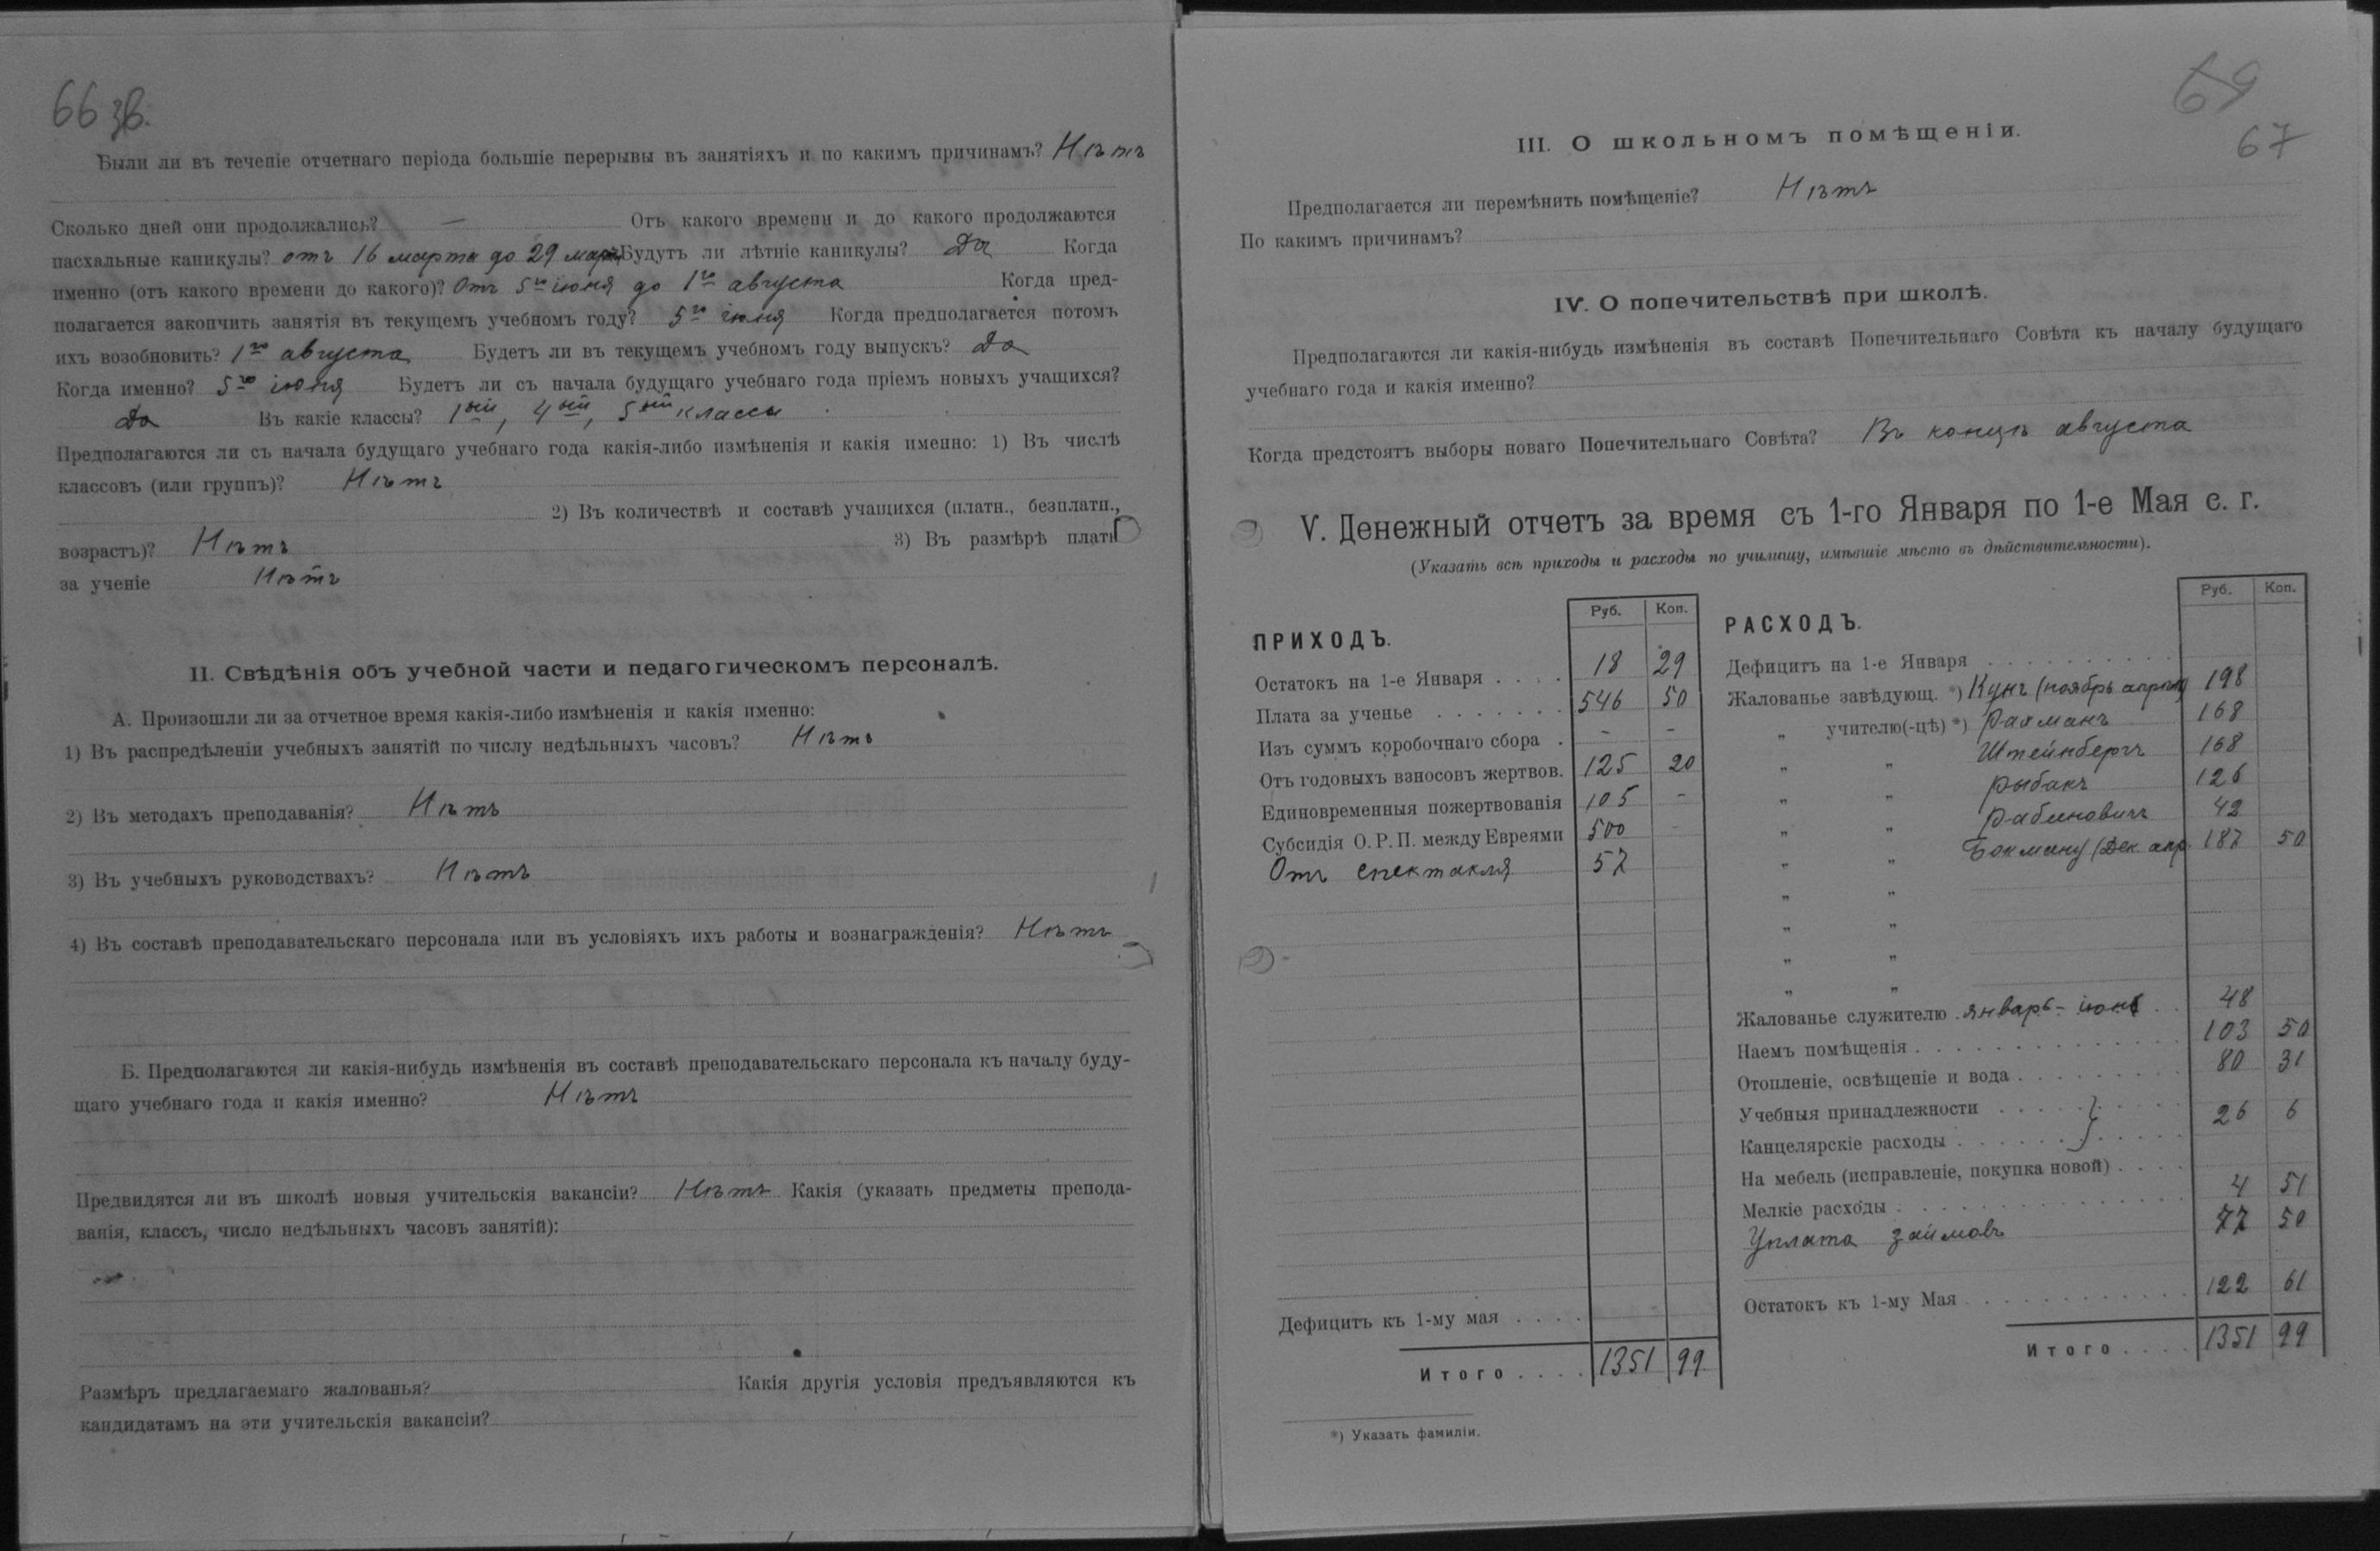 66 зв.
Были ли въ теченіе отчетнаго періода большіе перерывы въ занятіяхъ и по какимъ причинамъ? Нѣтъ
Сколько дней они продолжались? — Отъ какого времени и до какого продолжаются
пасхальные каникулы? отъ 16 марта до 29 марта Будутъ ли лѣтніе каникулы? Да Когда
именно (отъ какого времени до какого)? Отъ 5го іюня до 1го августа Когда пред-
полагается закончить занятія въ текущемъ учебномъ году? 5го іюня Когда предполагается потомъ
ихъ возобновить? 1го августа Будетъ ли въ текущемъ учебномъ году выпускъ? Да
Когда именно? 5го іюня Будетъ ли съ начала будущаго учебнаго года пріемъ новыхъ учащихся?
Да Въ какіе классы? 1ый, 4ый, 5ый классы
Предполагаются ли съ начала будущаго учебнаго года какія-либо измѣненія и какія именно: 1) Въ числѣ
классовъ (или группъ)? Нѣтъ
2) Въ количествѣ и составѣ учащихся (платн., безплатн.,
возрастъ)? Нѣтъ 3) Въ размѣрѣ платы
за ученіе Нѣтъ
II. Свѣдѣнія объ учебной части и педагогическомъ персоналѣ.
А. Произошли ли за отчетное время какія-либо измѣненія и какія именно:
1) Въ распредѣленіи учебныхъ занятій по числу недѣльныхъ часовъ? Нѣтъ
2) Въ методахъ преподаванія? Нѣтъ
3) Въ учебныхъ руководствахъ? Нѣтъ
4) Въ составѣ преподавательскаго персонала или въ условіяхъ ихъ работы и вознагражденія? Нѣтъ
Б. Предполагаются ли какія-нибудь измѣненія въ составѣ преподавательскаго персонала къ началу буду-
щаго учебнаго года и какія именно? Нѣтъ
Предвидятся ли въ школѣ новыя учительскія вакансіи? Нѣтъ Какія (указать предметы препода-
ванія, классъ, число недѣльныхъ часовъ занятій):
Размѣръ предлагаемаго жалованья? Какія другія условія предъявляются къ
кандидатамъ на эти учительскія вакансіи?
69
67
III. О школьномъ помѣщеніи.
Предполагается ли перемѣнить помѣщеніе? Нѣтъ
По какимъ причинамъ?
IV. О попечительствѣ при школѣ.
Предполагаются ли какія-нибудь измѣненія въ составѣ Попечительнаго Совѣта къ началу будущаго
учебнаго года и какія именно?
Когда предстоятъ выборы новаго Попечительнаго Совѣта? Въ концѣ августа
V. Денежный отчетъ за время съ 1-го Января по 1-е Мая с. г.
(Указать всѣ приходы и расходы по училищу, имѣвшіе мѣсто въ дѣйствительности).
ПРИХОДЪ. Руб. Коп.
Остатокъ на 1-е Января . . . . 18 29
Плата за ученье . . . . . . . 546 50
Изъ суммъ коробочнаго сбора . - -
Отъ годовыхъ взносовъ жертвов. 125 20
Единовременныя пожертвованія 105 -
Субсидія О. Р. П. между Евреями 500 -
Отъ спектакля 57
Дефицитъ къ 1-му мая . . . .
Итого . . . . 1351 99
*) Указать фамиліи.
РАСХОДЪ. Руб. Коп.
Дефицитъ на 1-е Января . . . . . . . . . .
Жалованье завѣдующ. *) Кунъ (ноябрь апрѣль) 198
„ учителю(-цѣ) *) Рахманъ 168
„ „ Штейнбергъ 168
„ „ Рыбакъ 126
„ „ Рабиновичъ 42
„ „ Бокману (Дек. апр. 187 50
„ „
„ „
„ „
„ „
Жалованье служителю январь - іюнь . . 48
Наемъ помѣщенія . . . . . . . . . . . . . . 103 50
Отопленіе, освѣщеніе и вода . . . . . . . . . 80 31
Учебныя принадлежности . . . . . } . . . .
Канцелярскіе расходы . . . . . . } . . . . . 26 6
На мебель (исправленіе, покупка новой) . . . .
Мелкіе расходы . . . . . . . . . . . . . . . 4 51
Уплата займовъ 77 50
Остатокъ къ 1-му Мая . . . . . . . . . . . . 122 61
Итого . . . . 1351 99